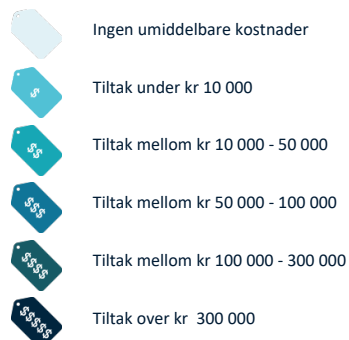 Ingen umiddelbare kostnader
$
Tiltak under kr 10 000
$$
Tiltak mellom kr 10 000 - 50 000
$$$
Tiltak mellom kr 50 000 - 100 000
$$$$
Tiltak mellom kr 100 000 - 300 000
$$$$$
Tiltak over kr  300 000